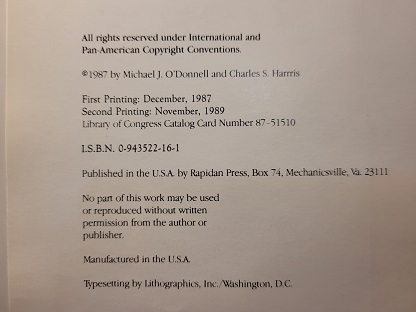 All rights reserved under International and
Pan-American Copyright Conventions.
©1987 by Michael J. O'Donnell and Charles S. Harrris
First Printing: December, 1987
Second Printing: November, 1989
Library of Congress Catalog Card Number 87-51510
I.S.B.N. 0-943522-16-1
Published in the U.S.A. by Rapidan Press, Box 74, Mechanicsville, Va. 23111
No part of this work may be used
or reproduced without written
permission from the author or
publisher.
Manufactured in the U.S.A.
Typesetting by Lithographics, Inc./Washington, D.C.